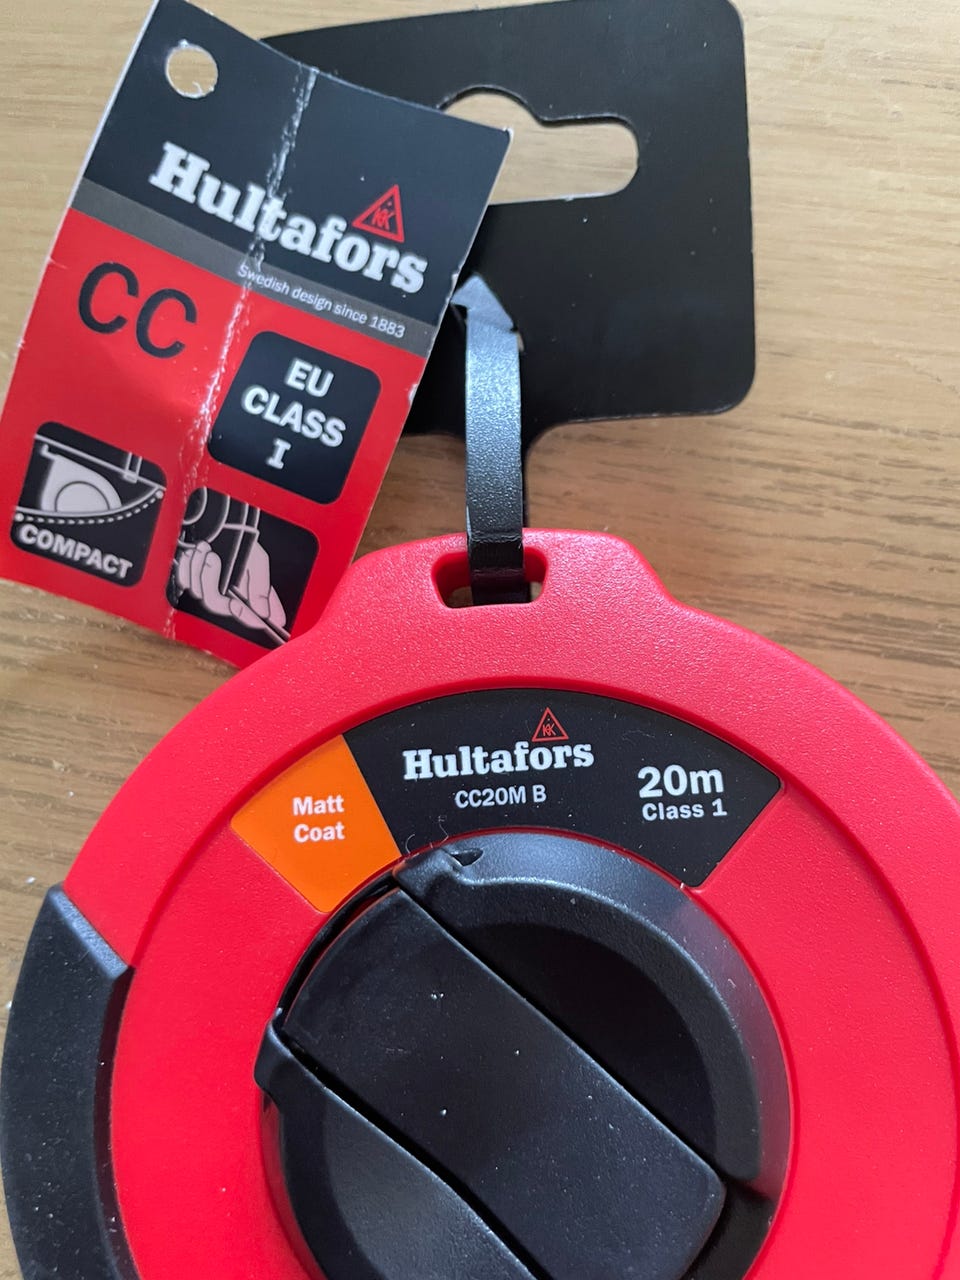 Hultafors
Swedish design since 1883
CC
EU
CLASS
I
COMPACT
Hultafors
CC20M B
20m
Class 1
Matt
Coat